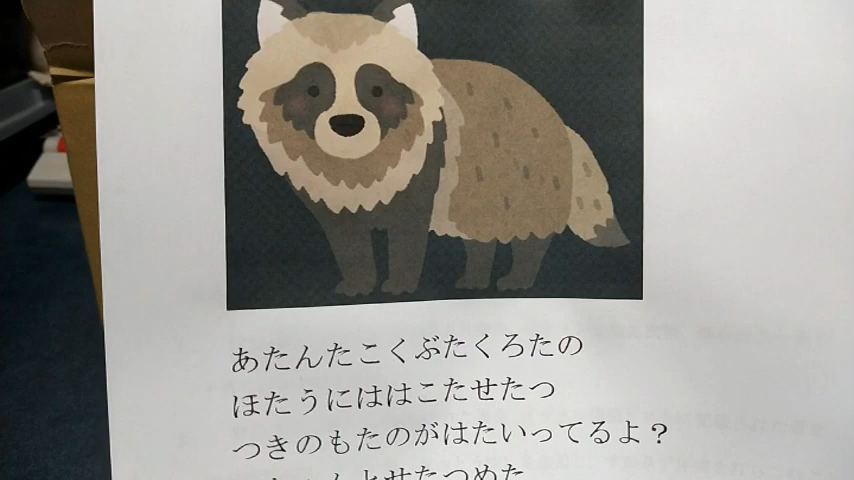 あたんたこくぶたくろたの
ほたうにははこたせたつ
つきのもたのがはたいってるよ？